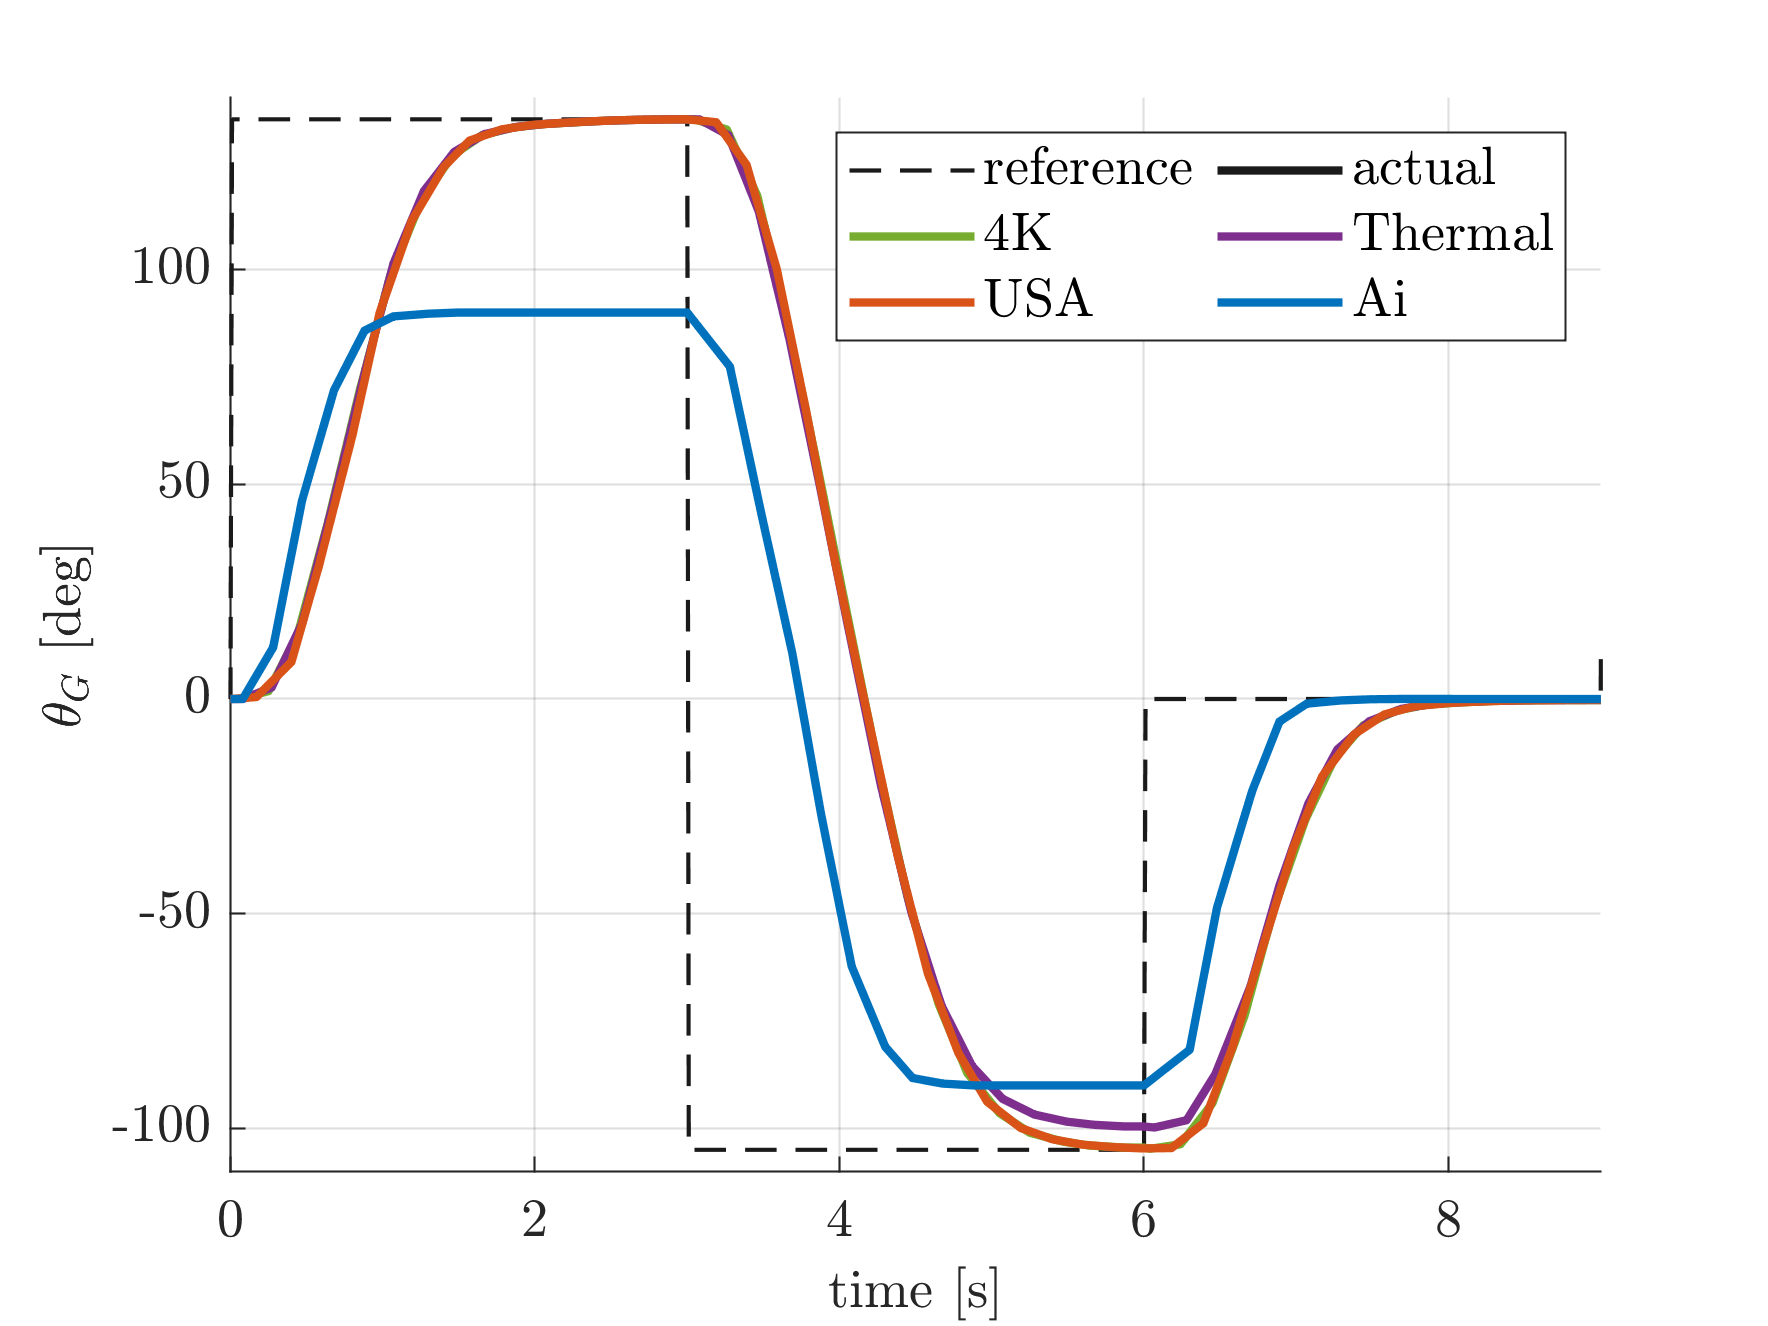 reference actual
4K Thermal
USA Ai
100
50
0
-50
-100
θG [deg]
0 2 4 6 8
time [s]